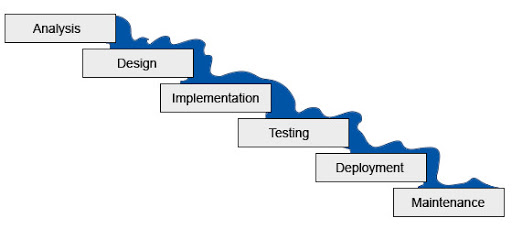 Analysis
Design
Implementation
Testing
Deployment
Maintenance